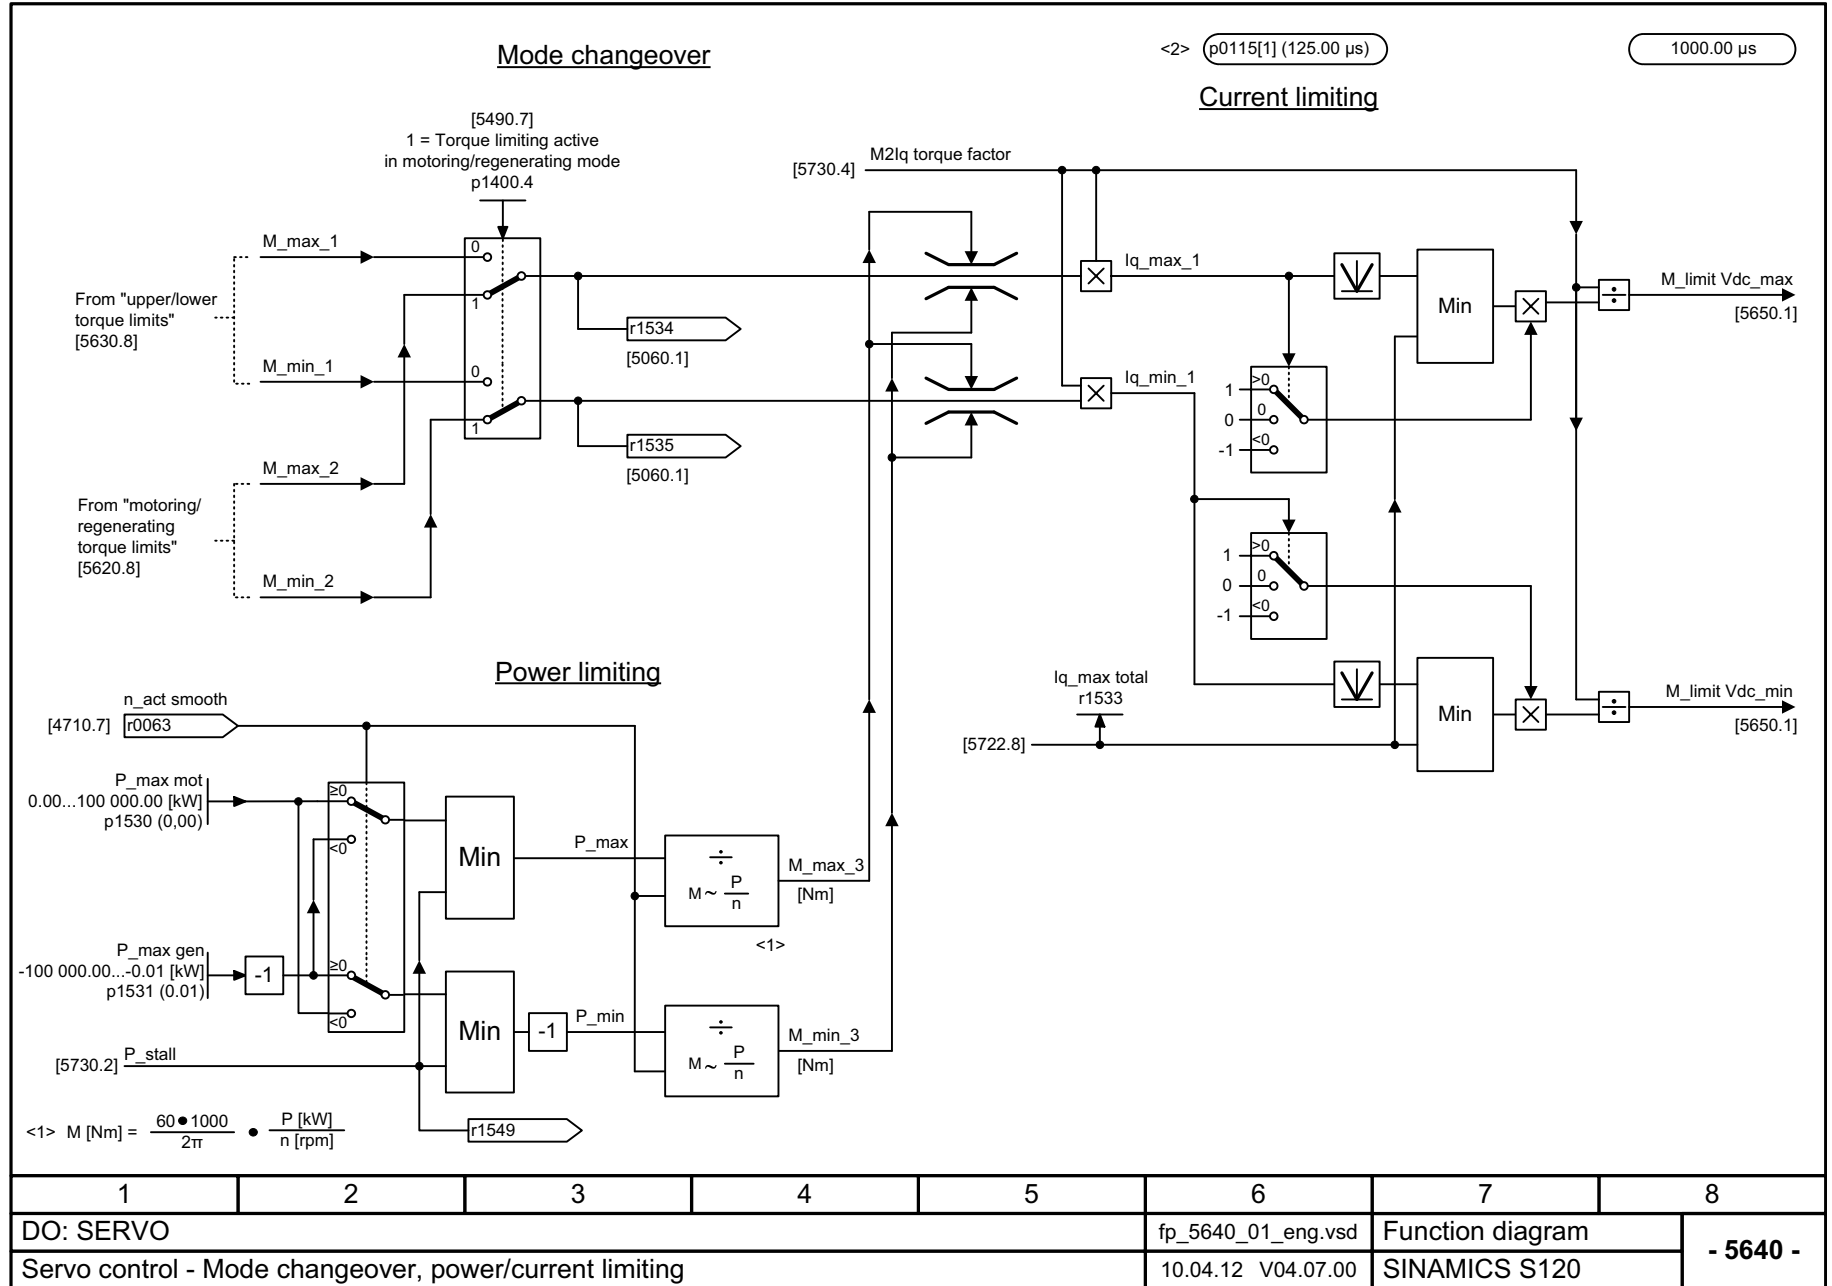 Mode changeover
<2> p0115[1] (125.00 µs)
1000.00 µs
Current limiting
[5490.7]
1 = Torque limiting active
in motoring/regenerating mode
p1400.4
M2Iq torque factor
[5730.4]
M_max_1
0
1
From "upper/lower
torque limits"
[5630.8]
M_min_1
0
1
r1534
[5060.1]
r1535
[5060.1]
Iq_max_1
Min
M_limit Vdc_max
[5650.1]
Iq_min_1
1 >0
0 0
-1 <0
M_max_2
From "motoring/
regenerating
torque limits"
[5620.8]
M_min_2
1 >0
0 0
-1 <0
Iq_max total
r1533
[5722.8]
Min
M_limit Vdc_min
[5650.1]
Power limiting
n_act smooth
[4710.7] r0063
P_max mot
0.00...100 000.00 [kW]
p1530 (0,00)
≥0
<0
Min
P_max
÷
M ~ P
n
M_max_3
[Nm]
<1>
P_max gen
-100 000.00...-0.01 [kW]
p1531 (0.01)
-1
≥0
<0
Min
-1
P_min
÷
M ~ P
n
M_min_3
[Nm]
[5730.2] P_stall
r1549
<1> M [Nm] = 60●1000 ● P [kW]
2π n [rpm]
1 2 3 4 5 6 7 8
DO: SERVO
fp_5640_01_eng.vsd
Function diagram
- 5640 -
Servo control - Mode changeover, power/current limiting
10.04.12 V04.07.00
SINAMICS S120